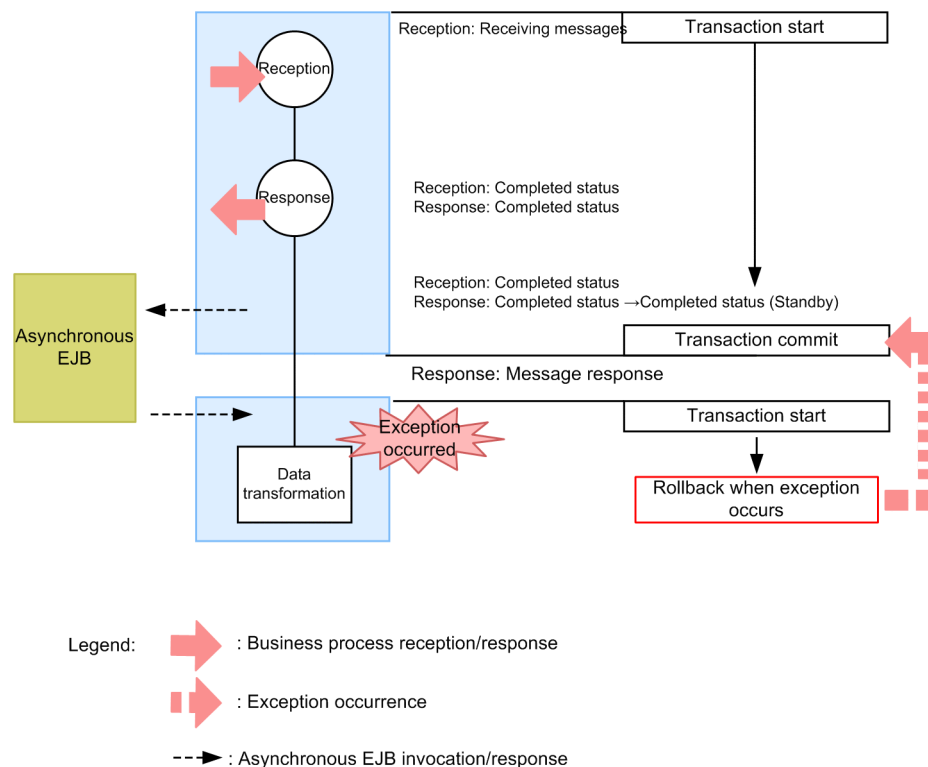 Reception: Receiving messages
Transaction start
Reception
Response
Reception: Completed status
Response: Completed status
Reception: Completed status
Response: Completed status →Completed status (Standby)
Asynchronous
EJB
Transaction commit
Response: Message response
Transaction start
Exception
occurred
Data
transformation
Rollback when exception
occurs
Legend:
: Business process reception/response
: Exception occurrence
: Asynchronous EJB invocation/response